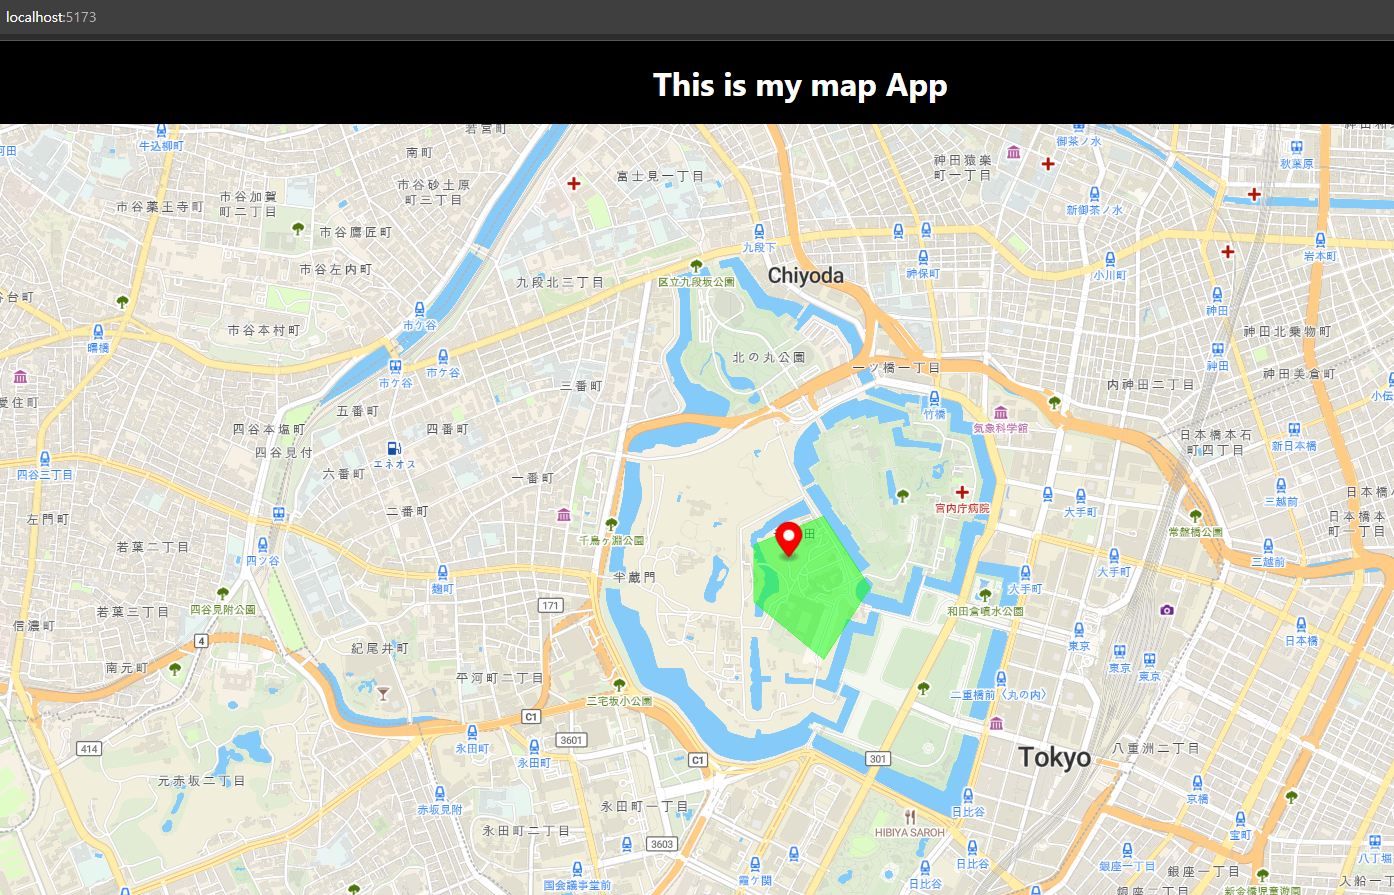 localhost:5173
This is my map App
若宮町
神田和
牛込柳町
南町
御茶ノ水
秋葉原
富士見一丁目
神田猿楽
町一丁目
市谷砂土原
町三丁目
市谷加賀
町二丁目
市谷薬王寺町
新御茶ノ水
市谷鷹匠町
九段下
神保町
小川町
岩本町
市谷左内町
九段北三丁目
区立九段坂公園
Chiyoda
谷台町
神田
市谷本村町
市ケ谷
曙橋
神田北乗物町
北の丸公園
神田
市ケ谷
市ケ谷
一ツ橋一丁目
神田美倉町
三番町
内神田二丁目
愛住町
五番町
竹橋
小伝
四谷本塩町
四番町
気象科学館
日本橋本石
町四丁目
新日本橋
四谷見付
エネオス
四谷三丁目
六番町
一番町
三越前
日本橋
二番町
宮内庁病院
大手町
左門町
日本橋本
町一丁目
常盤橋公園
千鳥ヶ淵公園
田
若葉二丁目
四ツ谷
三越前
麹町
半蔵門
大手町
大手町
171
若葉三丁目
四谷見附公園
和田倉噴水公園
信濃町
4
東京
日本橋
紀尾井町
東京
東京
南元町
平河町二丁目
三宅坂小公園
二重橋前〈丸の内〉
C1
414
永田町
3601
永田町
C1
301
Tokyo
八重洲二丁目
元赤坂二丁目
赤坂見附
永田町一丁目
日比谷
京橋
永田町二丁目
HIBIYA SAROH
宝町
3603
日比谷
八丁堀
国会議事堂前
霞ケ関
日比谷
銀座一丁目
銀座一丁目
入船一丁
銀座二丁目
新金橋児童遊園